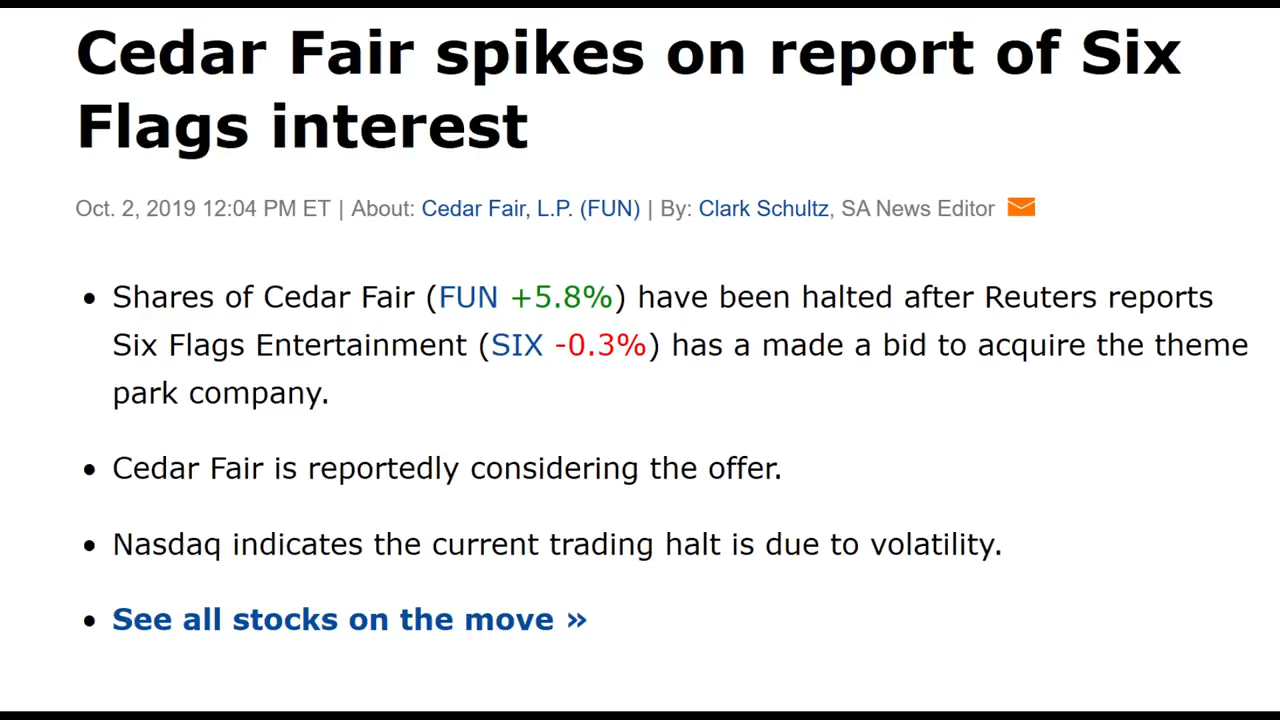 Cedar Fair spikes on report of Six
Flags interest
Oct. 2, 2019 12:04 PM ET | About: Cedar Fair, L.P. (FUN) | By: Clark Schultz, SA News Editor
• Shares of Cedar Fair (FUN +5.8%) have been halted after Reuters reports
Six Flags Entertainment (SIX -0.3%) has a made a bid to acquire the theme
park company.
• Cedar Fair is reportedly considering the offer.
• Nasdaq indicates the current trading halt is due to volatility.
• See all stocks on the move »